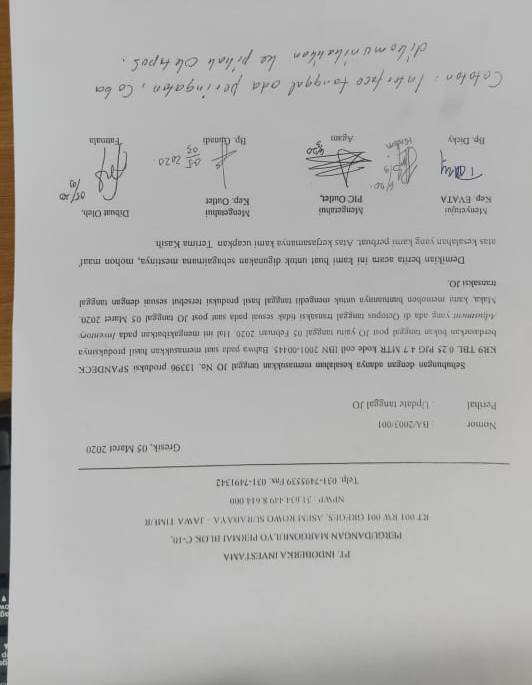 PT. INDOBERKA INVESTAMA
PERGUDANGAN MARGOMULYO PERMAI BLOK C-10,
RT 001 RW 001 GREGES, ASEM ROWO SURABAYA - JAWA TIMUR
NPWP : 31.634.449.8.614.000
Telp. 031-7495539 Fax. 031-7491342
Gresik, 05 Maret 2020
Nomor : BA/2003/001
Perihal : Update tanggal JO
Sehubungan dengan adanya kesalahan memasukkan tanggal JO No. 13396 produksi SPANDECK
KR9 TBL 0.25 PJG 4.7 MTR kode coil IBN 2001-00445. Bahwa pada saat memasukkan hasil produksinya
berdasarkan bukan tanggal post JO yaitu tanggal 05 Februari 2020. Hal ini mengakibatkan pada Inventory
Adjustment yang ada di Octopus tanggal transaksi tidak sesuai pada saat post JO tanggal 05 Maret 2020.
Maka, kami memohon bantuannya untuk mengedit tanggal hasil produksi tersebut sesuai dengan tanggal
transaksi JO.
Demikian berita acara ini kami buat untuk digunakan sebagaimana mestinya, mohon maaf
atas kesalahan yang kami perbuat. Atas kerjasamanya kami ucapkan Terima Kasih.
Menyetujui Mengetahui Mengetahui Dibuat Oleh,
Kep. EVATA PIC Outlet, Kep. Outlet
05/03 2020
Bp. Dicky Agam Bp. Qusnadi Fatmala
Catatan : Interface tanggal ada peringatan, Coba
dikomunikasikan ke pihak Oktopos.